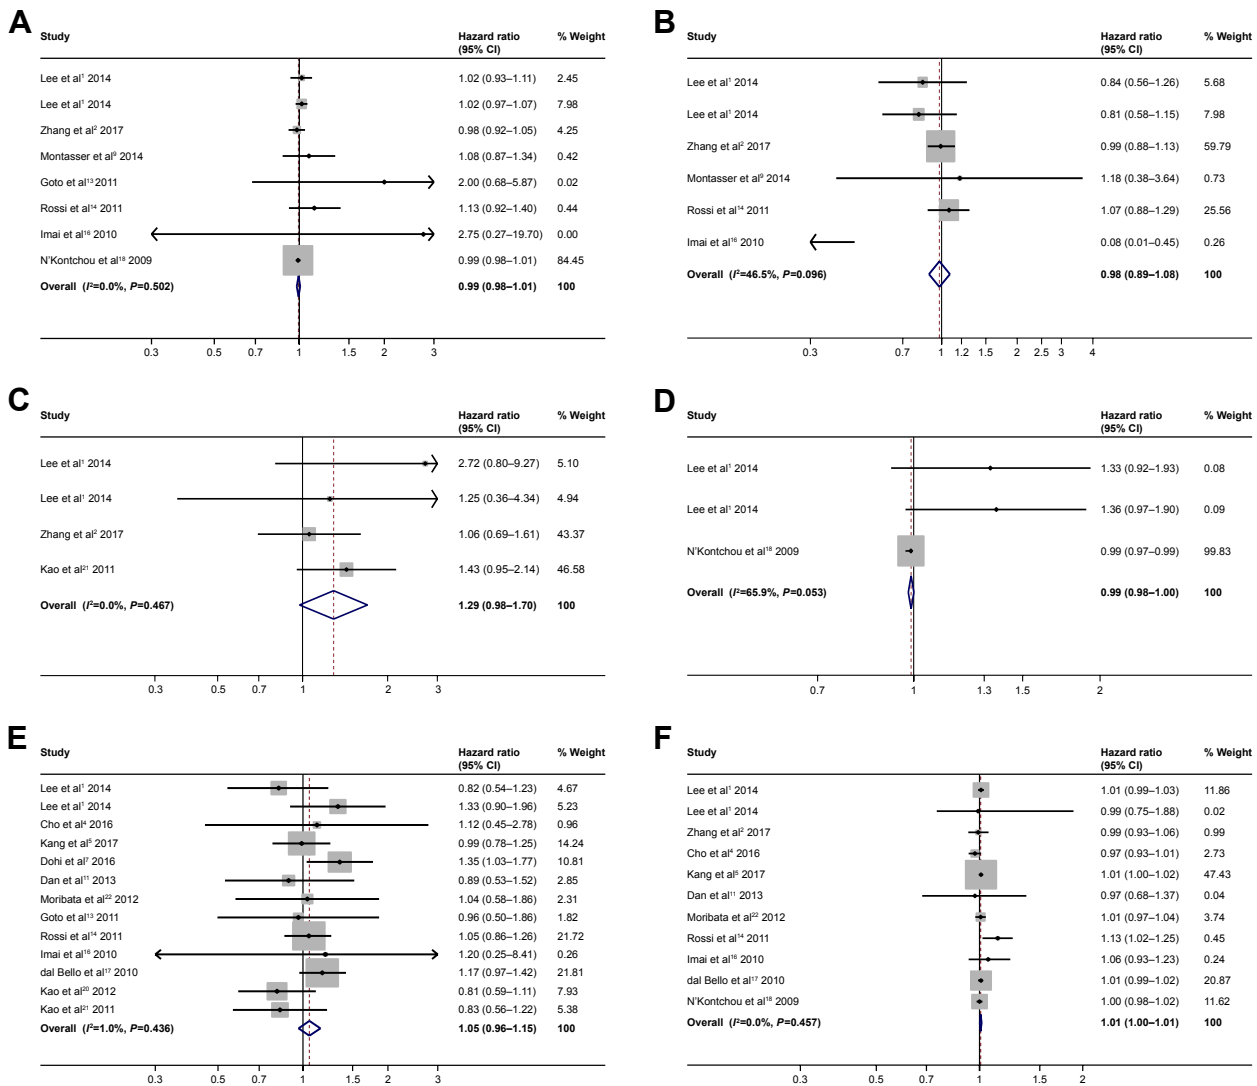 A
Study Hazard ratio % Weight
(95% CI)
Lee et al¹ 2014 1.02 (0.93–1.11) 2.45
Lee et al¹ 2014 1.02 (0.97–1.07) 7.98
Zhang et al² 2017 0.98 (0.92–1.05) 4.25
Montasser et al⁹ 2014 1.08 (0.87–1.34) 0.42
Goto et al¹³ 2011 2.00 (0.68–5.87) 0.02
Rossi et al¹⁴ 2011 1.13 (0.92–1.40) 0.44
Imai et al¹⁶ 2010 2.75 (0.27–19.70) 0.00
N'Kontchou et al¹⁸ 2009 0.99 (0.98–1.01) 84.45
Overall (I²=0.0%, P=0.502) 0.99 (0.98–1.01) 100
0.3 0.5 0.7 1 1.5 2 3
B
Study Hazard ratio % Weight
(95% CI)
Lee et al¹ 2014 0.84 (0.56–1.26) 5.68
Lee et al¹ 2014 0.81 (0.58–1.15) 7.98
Zhang et al² 2017 0.99 (0.88–1.13) 59.79
Montasser et al⁹ 2014 1.18 (0.38–3.64) 0.73
Rossi et al¹⁴ 2011 1.07 (0.88–1.29) 25.56
Imai et al¹⁶ 2010 0.08 (0.01–0.45) 0.26
Overall (I²=46.5%, P=0.096) 0.98 (0.89–1.08) 100
0.3 0.7 1 1.2 1.5 2 2.5 3 4
C
Study Hazard ratio % Weight
(95% CI)
Lee et al¹ 2014 2.72 (0.80–9.27) 5.10
Lee et al¹ 2014 1.25 (0.36–4.34) 4.94
Zhang et al² 2017 1.06 (0.69–1.61) 43.37
Kao et al²¹ 2011 1.43 (0.95–2.14) 46.58
Overall (I²=0.0%, P=0.467) 1.29 (0.98–1.70) 100
0.3 0.5 0.7 1 2 3
D
Study Hazard ratio % Weight
(95% CI)
Lee et al¹ 2014 1.33 (0.92–1.93) 0.08
Lee et al¹ 2014 1.36 (0.97–1.90) 0.09
N'Kontchou et al¹⁸ 2009 0.99 (0.97–0.99) 99.83
Overall (I²=65.9%, P=0.053) 0.99 (0.98–1.00) 100
0.7 1 1.3 1.5 2
E
Study Hazard ratio % Weight
(95% CI)
Lee et al¹ 2014 0.82 (0.54–1.23) 4.67
Lee et al¹ 2014 1.33 (0.90–1.96) 5.23
Cho et al⁴ 2016 1.12 (0.45–2.78) 0.96
Kang et al⁵ 2017 0.99 (0.78–1.25) 14.24
Dohi et al⁷ 2016 1.35 (1.03–1.77) 10.81
Dan et al¹¹ 2013 0.89 (0.53–1.52) 2.85
Moribata et al²² 2012 1.04 (0.58–1.86) 2.31
Goto et al¹³ 2011 0.96 (0.50–1.86) 1.82
Rossi et al¹⁴ 2011 1.05 (0.86–1.26) 21.72
Imai et al¹⁶ 2010 1.20 (0.25–8.41) 0.26
dal Bello et al¹⁷ 2010 1.17 (0.97–1.42) 21.81
Kao et al²⁰ 2012 0.81 (0.59–1.11) 7.93
Kao et al²¹ 2011 0.83 (0.56–1.22) 5.38
Overall (I²=1.0%, P=0.436) 1.05 (0.96–1.15) 100
0.3 0.5 0.7 1 1.5 2 3
F
Study Hazard ratio % Weight
(95% CI)
Lee et al¹ 2014 1.01 (0.99–1.03) 11.86
Lee et al¹ 2014 0.99 (0.75–1.88) 0.02
Zhang et al² 2017 0.99 (0.93–1.06) 0.99
Cho et al⁴ 2016 0.97 (0.93–1.01) 2.73
Kang et al⁵ 2017 1.01 (1.00–1.02) 47.43
Dan et al¹¹ 2013 0.97 (0.68–1.37) 0.04
Moribata et al²² 2012 1.01 (0.97–1.04) 3.74
Rossi et al¹⁴ 2011 1.13 (1.02–1.25) 0.45
Imai et al¹⁶ 2010 1.06 (0.93–1.23) 0.24
dal Bello et al¹⁷ 2010 1.01 (0.99–1.02) 20.87
N'Kontchou et al¹⁸ 2009 1.00 (0.98–1.02) 11.62
Overall (I²=0.0%, P=0.457) 1.01 (1.00–1.01) 100
0.3 0.5 0.7 1 1.5 2